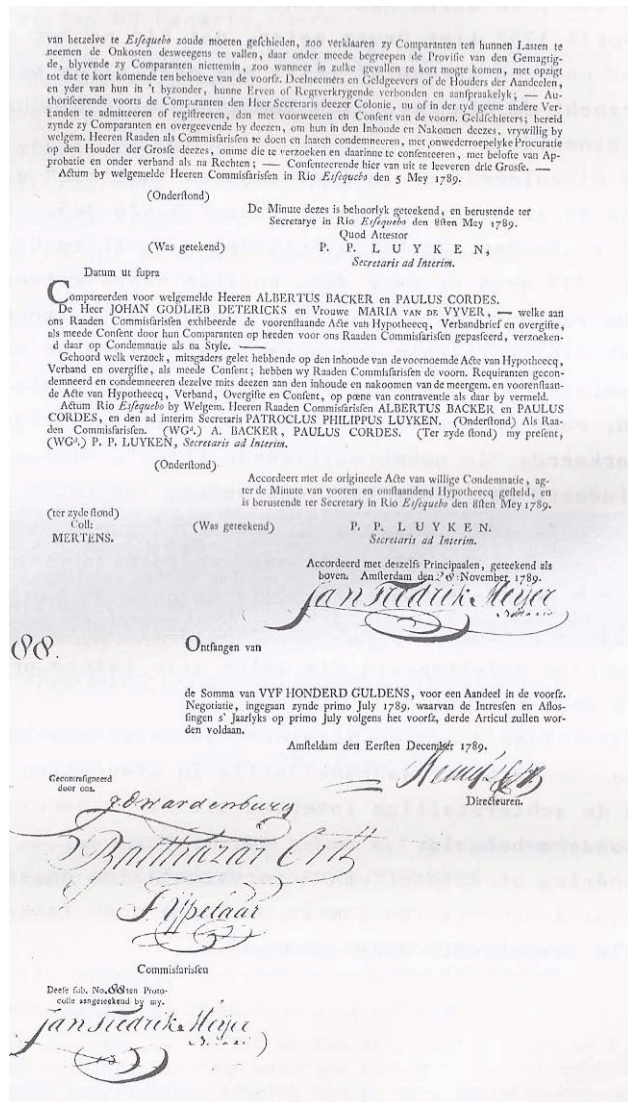 van hetzelve te Essequebo zoude moeten geschieden, zoo verklaaren zy Comparanten ten hunnen Lasten te
neemen de Onkosten desweegens te vallen, daar onder meede begreepen de Provisie van den Gemagtig-
de, blyvende zy Comparanten niettemin, zoo wanneer in zulke gevallen te kort mogte komen, met opzigt
tot dat te kort komende ten behoeve van de voorsz. Deelneemers en Geldgeevers of de Houders der Aandeelen,
en yder van hun in 't byzonder, hunne Erven of Regtverkrygende verbonden en aanspraaklyk; — Au-
thoriseerende voorts de Comparanten den Heer Secretaris deezer Colonie, nu of in der tyd geene andere Ver-
banden te admitteeren of registreeren, dan met voorweeten en Consent van de voorn. Geldschieters; bereid
zynde zy Comparanten en overgeevende by deezen, om hun in den Inhoude en Nakomen deezes, vrywillig by
welgem. Heeren Raaden als Commissarissen te doen en laaten condemneeren, met onwederroepelyke Procuratie
op den Houder der Grosse deezes, omme die te verzoeken en daarinne te consenteeren, met belofte van Ap-
probatie en onder verband als na Rechten; — Consenteerende hier van uit te leeveren drie Grosse. —
Actum by welgemelde Heeren Commissarissen in Rio Essequebo den 5 Mey 1789.
(Onderstond)
De Minute dezes is behoorlyk geteekend, en berustende ter
Secretarye in Rio Essequebo den 8sten Mey 1789.
Quod Attestor
(Was getekend) P. P. LUYKEN,
Secretaris ad Interim.
Datum ut supra
Compareerden voor welgemelde Heeren ALBERTUS BACKER en PAULUS CORDES.
De Heer JOHAN GODLIEB DETERICKS en Vrouwe MARIA VAN DE VYVER, — welke aan
ons Raaden Commissarissen exhibeerde de voorenstaande Acte van Hypotheecq, Verbandbrief en overgifte,
als meede Consent door hun Comparanten op heeden voor ons Raaden Commissarissen gepasseerd, verzoeken-
de daar op Condemnatie als na Style. —
Gehoord welk verzoek, mitsgaders gelet hebbende op den inhoude van de voornoemde Acte van Hypotheecq,
Verband en overgifte, als meede Consent; hebben wy Raaden Commissarissen de voorn. Requiranten gecon-
demneerd en condemneeren dezelve mits deezen aan den inhoude en nakoomen van de meergem. en voorenstaan-
de Acte van Hypotheecq, Verband, Overgifte en Consent, op pœne van contraventie als daar by vermeld.
Actum Rio Essequebo by Welgem. Heeren Raaden Commissarissen ALBERTUS BACKER en PAULUS
CORDES, en den ad interim Secretaris PATROCLUS PHILIPPUS LUYKEN. (Onderstond) Als Raa-
den Commissarissen. (WGd.) A. BACKER, PAULUS CORDES. (Ter zyde stond) my present,
(WGd.) P. P. LUYKEN, Secretaris ad Interim.
(Onderstond)
Accordeert met de origineele Acte van willige Condemnatie, ag-
ter de Minute van vooren en omstaandend Hypotheecq gesteld, en
is berustende ter Secretary in Rio Essequebo den 8sten Mey 1789.
(ter zyde stond)
Coll: (Was geteekend) P. P. LUYKEN.
MERTENS. Secretaris ad Interim.
Accordeerd met deszelfs Principaalen, geteekend als
boven. Amsterdam den 28 November 1789.
Jan Fredrik Meijer
Notaris
88. Ontfangen van
de Somma van VYF HONDERD GULDENS, voor een Aandeel in de voorsz.
Negotiatie, ingegaan zynde primo July 1789. waarvan de Intressen en Aflos-
singen s' Jaarlyks op primo July volgens het voorsz, derde Articul zullen wor-
den voldaan.
Amsteldam den Eersten December 1789.
Directeuren.
Gecontrasigneerd
door ons.
Balthazar
Commissarissen
Deese sub. No. 88 ten Proto-
colle aangeteekend by my.
Jan Fredrik Meijer
Notaris